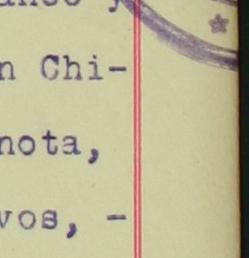 y
n Chi-
nota,
vos, -